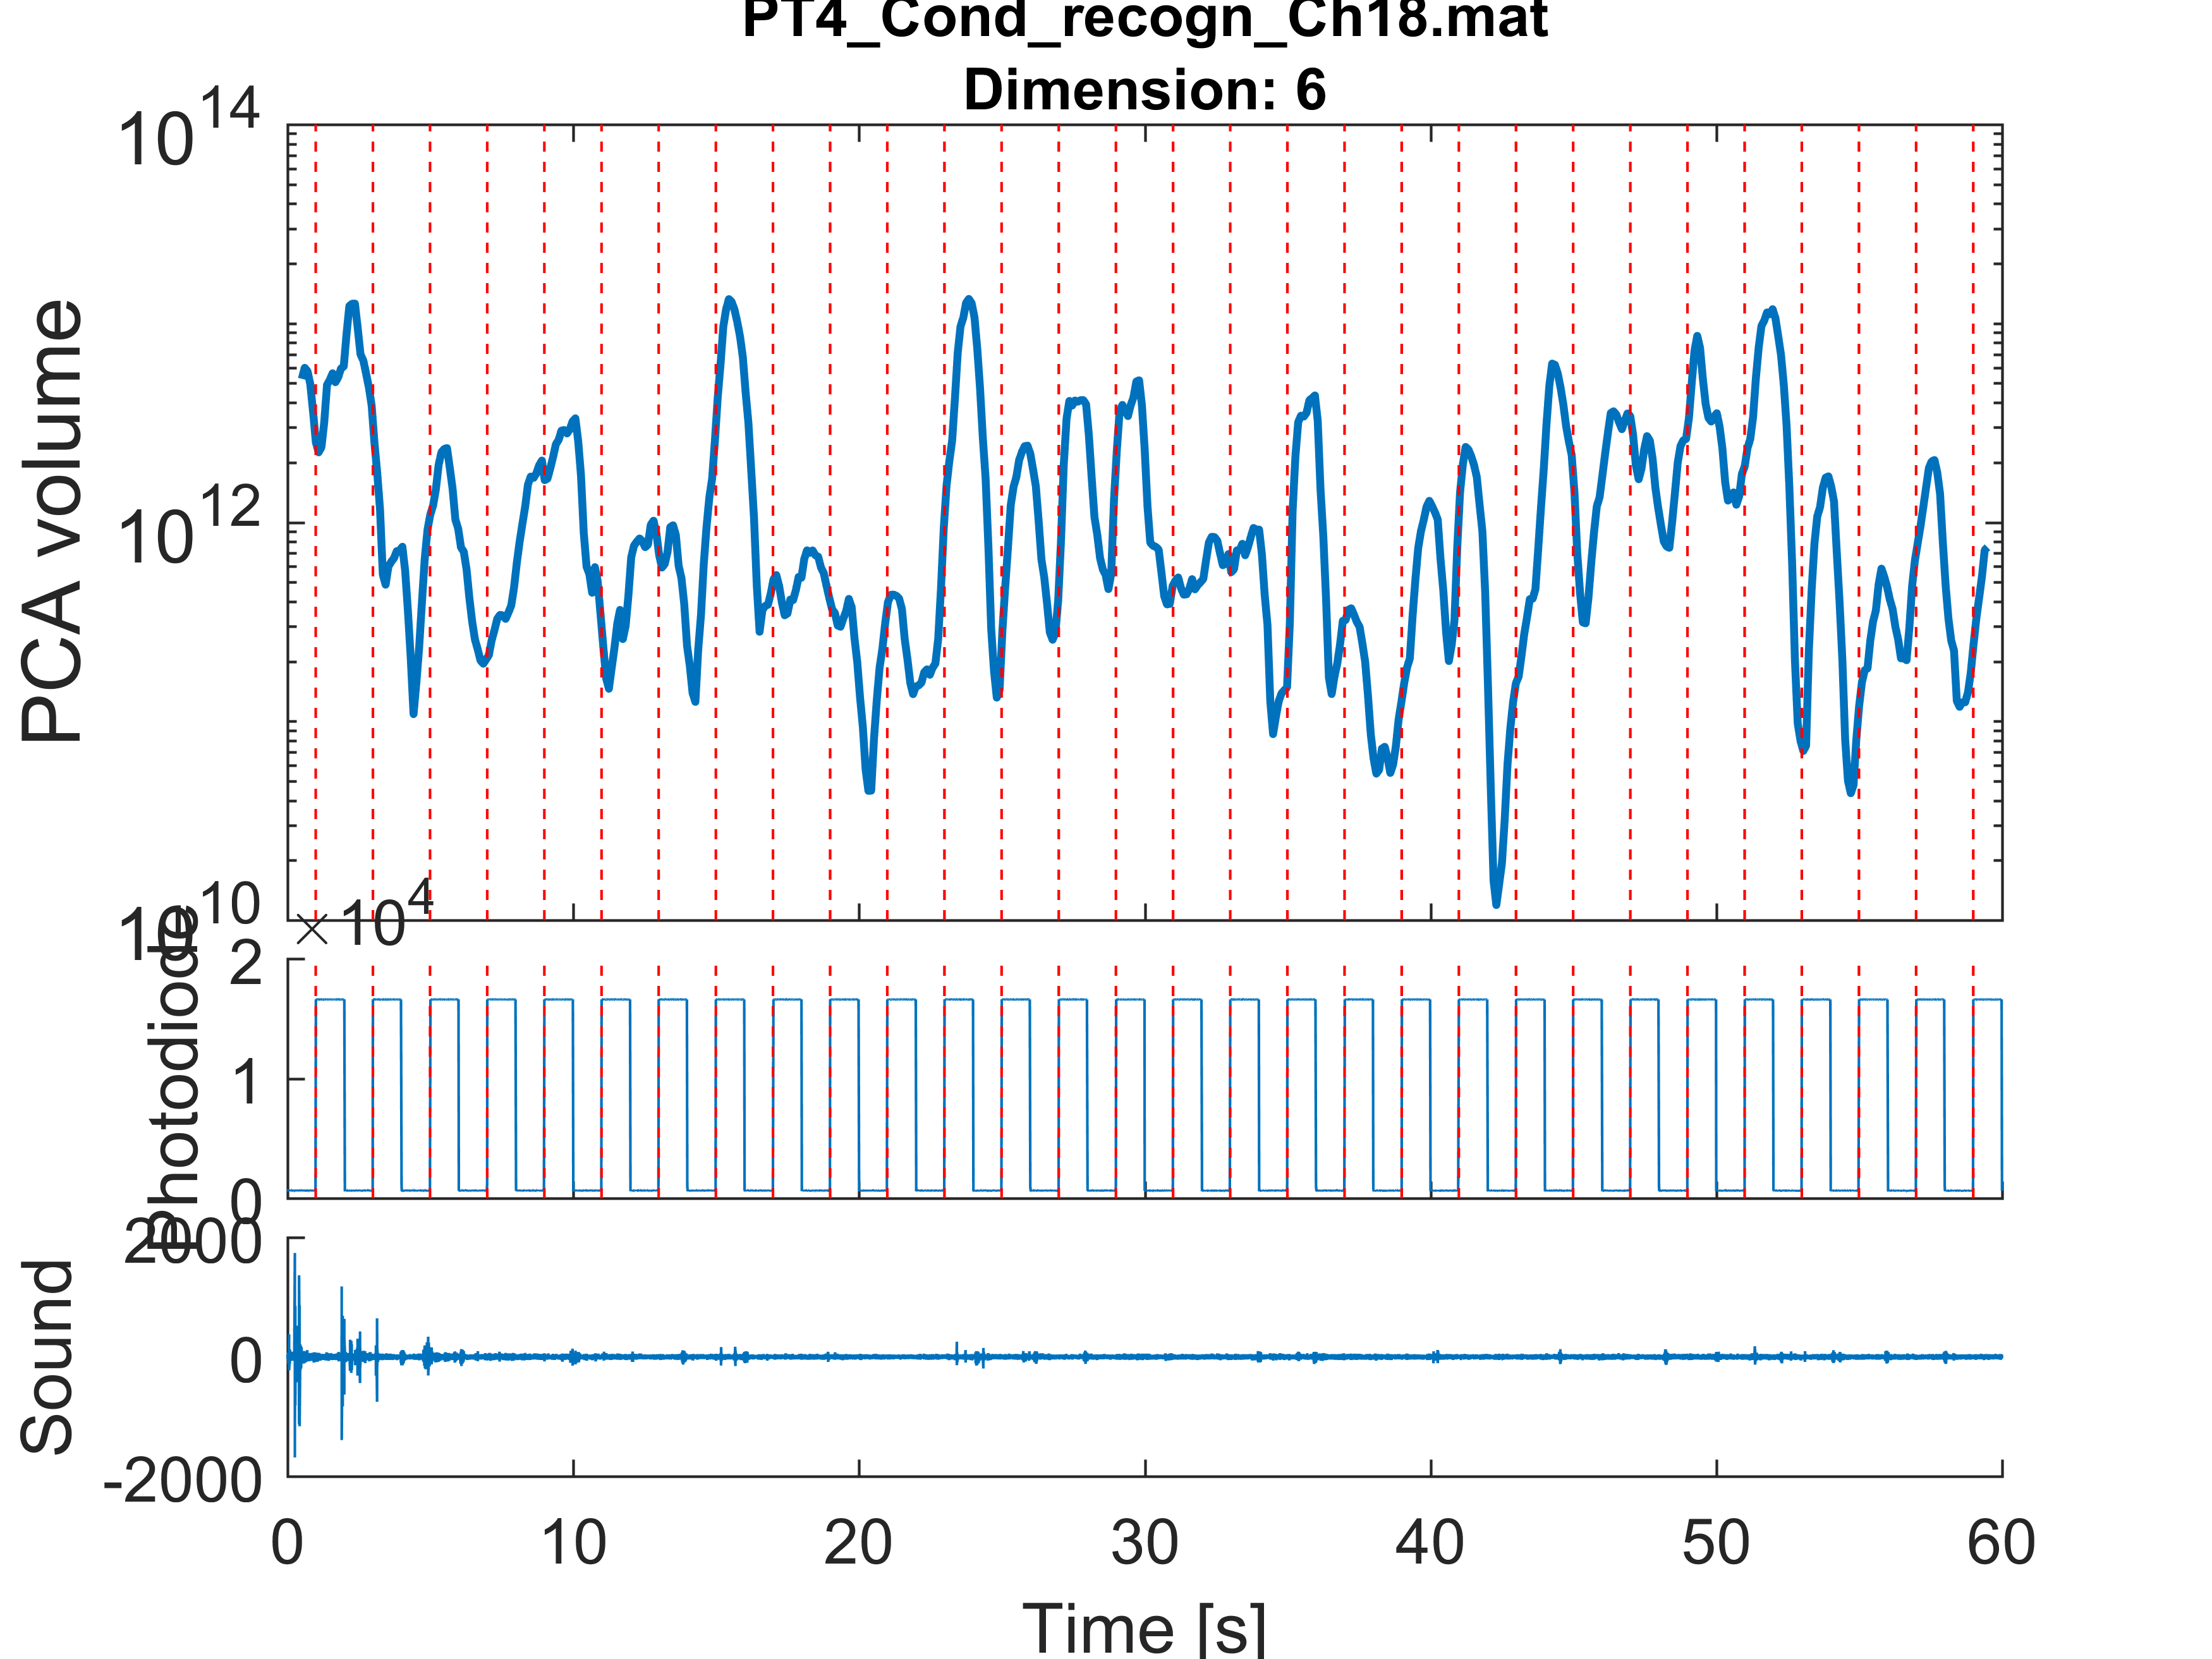 PT4_Cond_recogn_Ch18.mat
Dimension: 6
10^14
10^12
10^10
PCA volume
× 10^4
2
1
0
Photodiode
2000
0
-2000
Sound
0 10 20 30 40 50 60
Time [s]